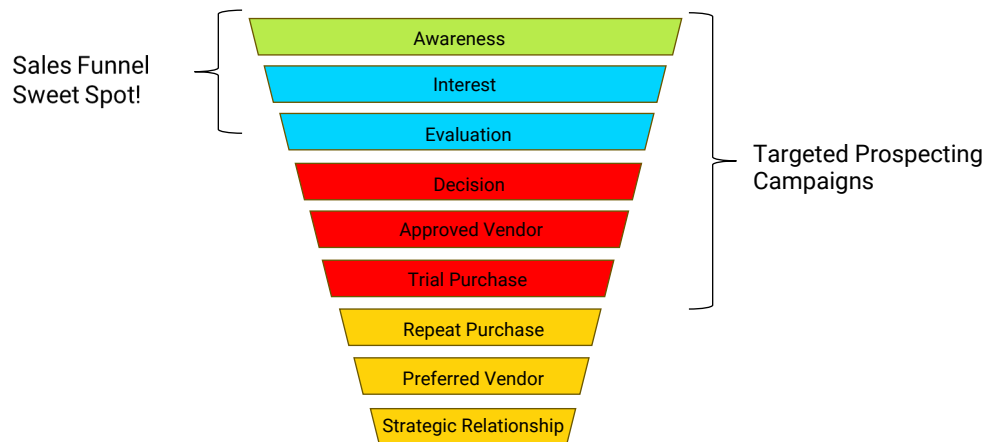 Sales Funnel
Sweet Spot!
Awareness
Interest
Evaluation
Decision
Approved Vendor
Trial Purchase
Repeat Purchase
Preferred Vendor
Strategic Relationship
Targeted Prospecting
Campaigns